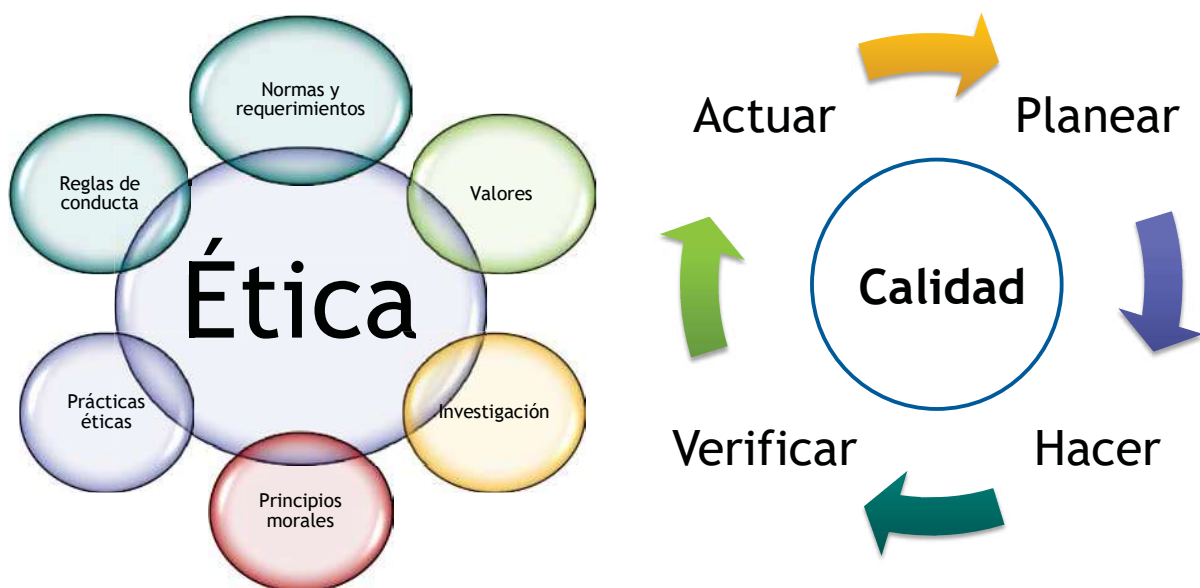 Normas y
requerimientos
Reglas de
conducta
Valores
Ética
Prácticas
éticas
Investigación
Principios
morales
Actuar
Planear
Calidad
Verificar
Hacer